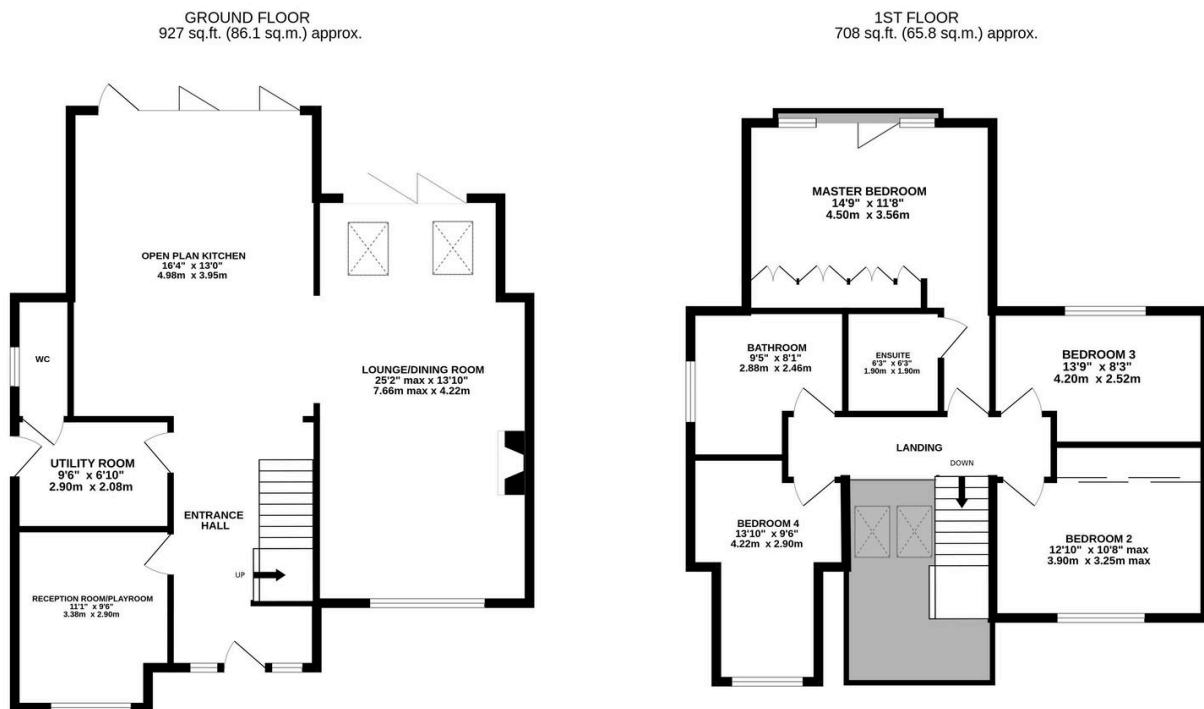 GROUND FLOOR
927 sq.ft. (86.1 sq.m.) approx.
OPEN PLAN KITCHEN
16'4" x 13'0"
4.98m x 3.95m
WC
LOUNGE/DINING ROOM
25'2" max x 13'10"
7.66m max x 4.22m
UTILITY ROOM
9'6" x 6'10"
2.90m x 2.08m
ENTRANCE
HALL
UP
RECEPTION ROOM/PLAYROOM
11'1" x 9'6"
3.38m x 2.90m
1ST FLOOR
708 sq.ft. (65.8 sq.m.) approx.
MASTER BEDROOM
14'9" x 11'8"
4.50m x 3.56m
BATHROOM
9'5" x 8'1"
2.88m x 2.46m
ENSUITE
6'3" x 6'3"
1.90m x 1.90m
BEDROOM 3
13'9" x 8'3"
4.20m x 2.52m
LANDING
DOWN
BEDROOM 4
13'10" x 9'6"
4.22m x 2.90m
BEDROOM 2
12'10" x 10'8" max
3.90m x 3.25m max